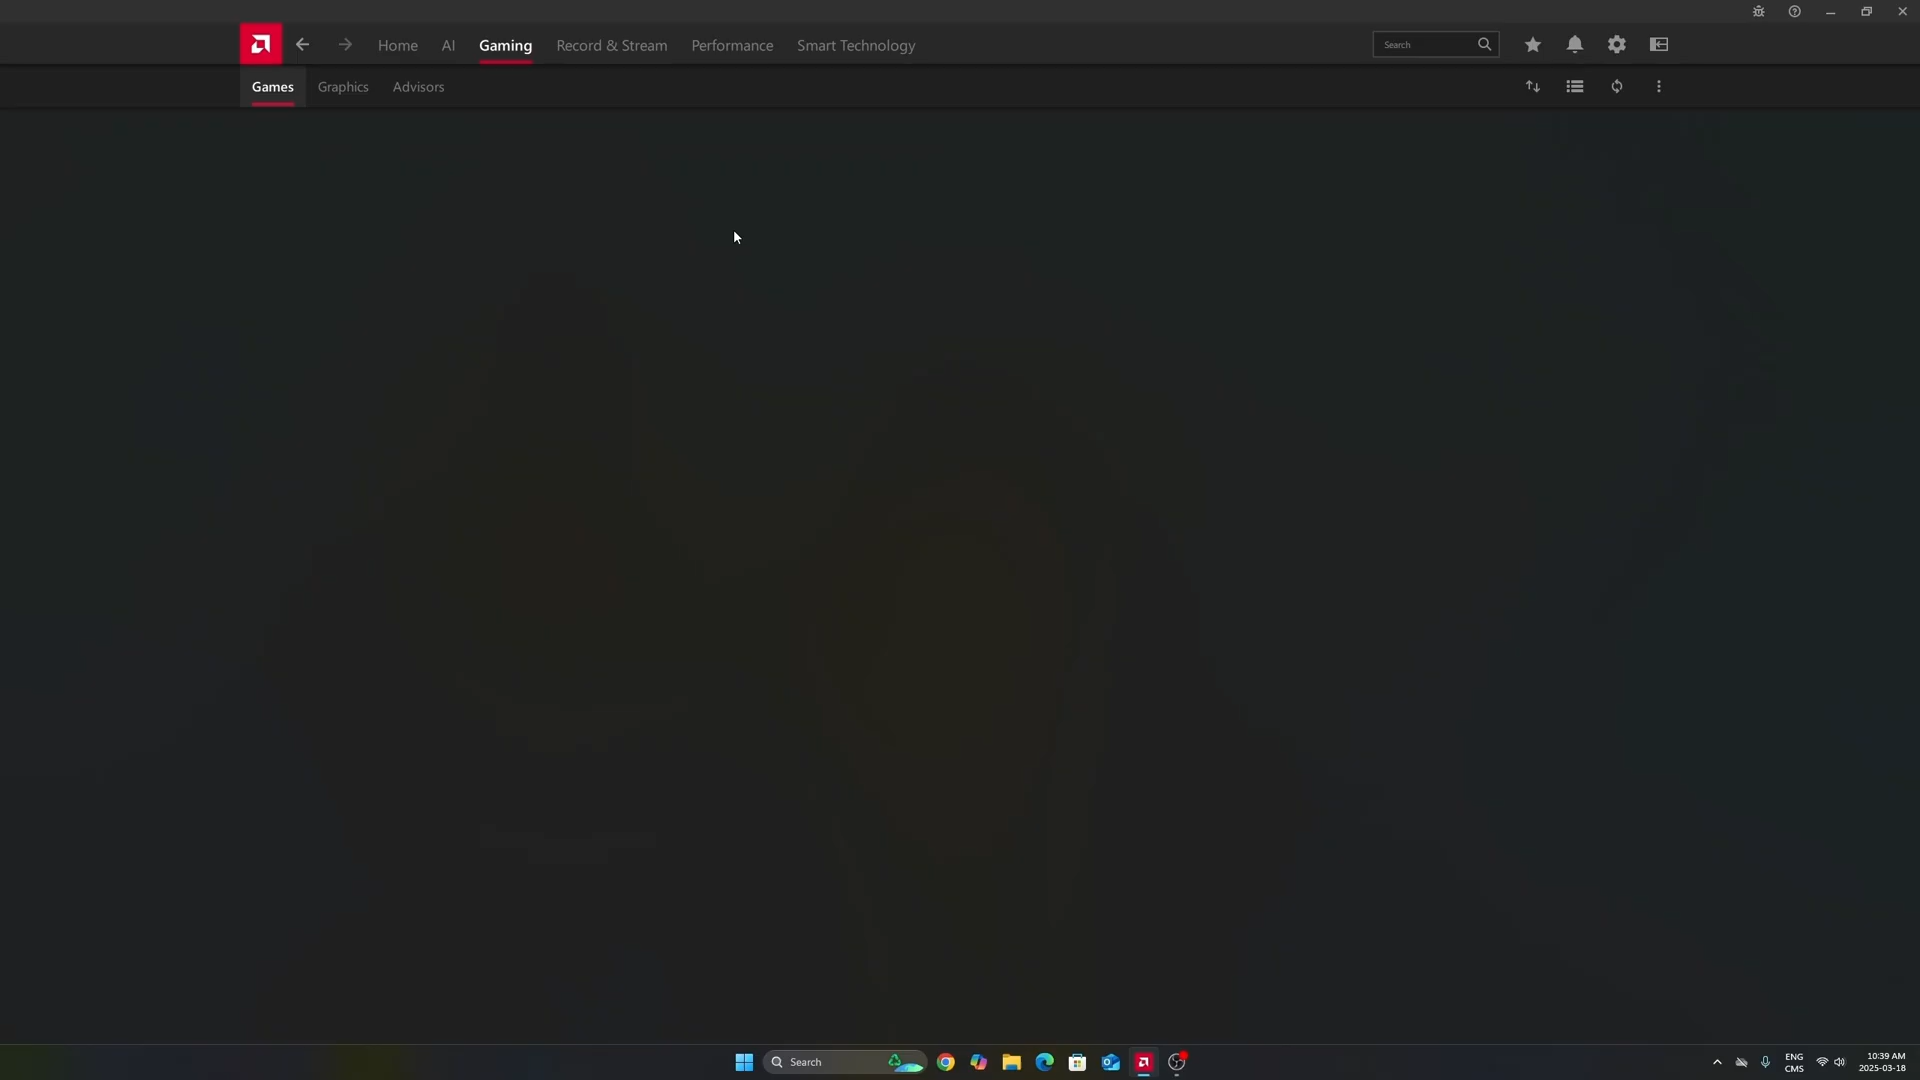 Home AI Gaming Record & Stream Performance Smart Technology Search
Games Graphics Advisors
Search
ENG
CMS
10:39 AM
2025-03-18